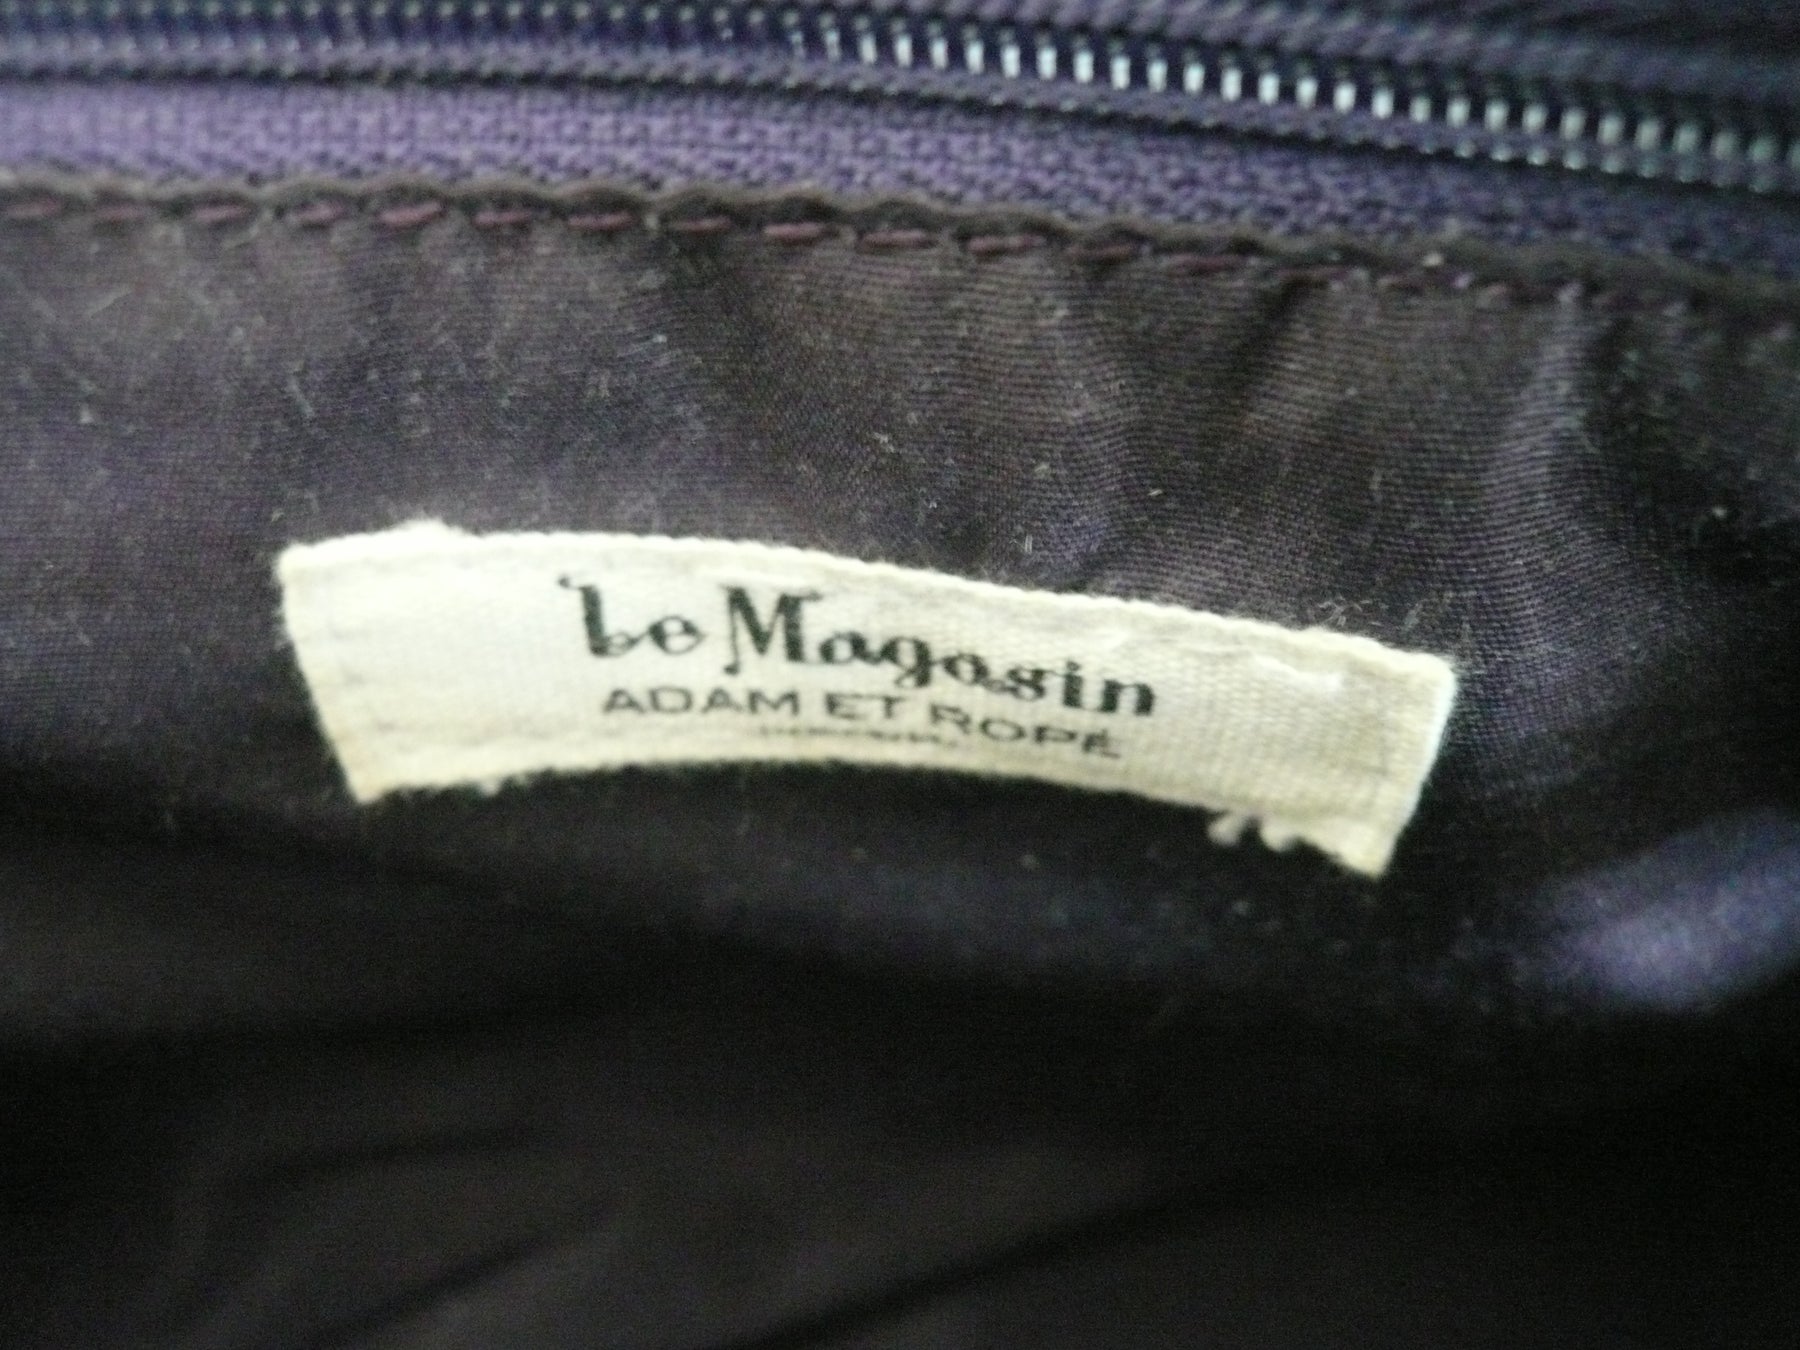 Le Magasin
ADAM ET ROPÉ